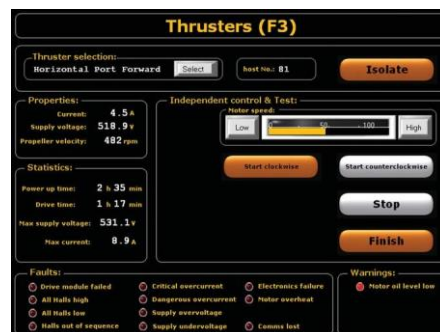 Thrusters (F3)
Thruster selection:
Horizontal Port Forward Select host No.: 81 Isolate
Properties:
Current: 4.5 A
Supply voltage: 518.9 v
Propeller velocity: 482 rpm
Independent control & Test:
Motor speed:
Low 0 50 100 High
Start clockwise Start counterclockwise
Stop
Finish
Statistics:
Power up time: 2 h 35 min
Drive time: 1 h 17 min
Max supply voltage: 531.1 v
Max current: 8.9 A
Faults:
Drive module failed Critical overcurrent Electronics failure
All Halls high Dangerous overcurrent Motor overheat
All Halls low Supply overvoltage
Halls out of sequence Supply undervoltage Comms lost
Warnings:
Motor oil level low